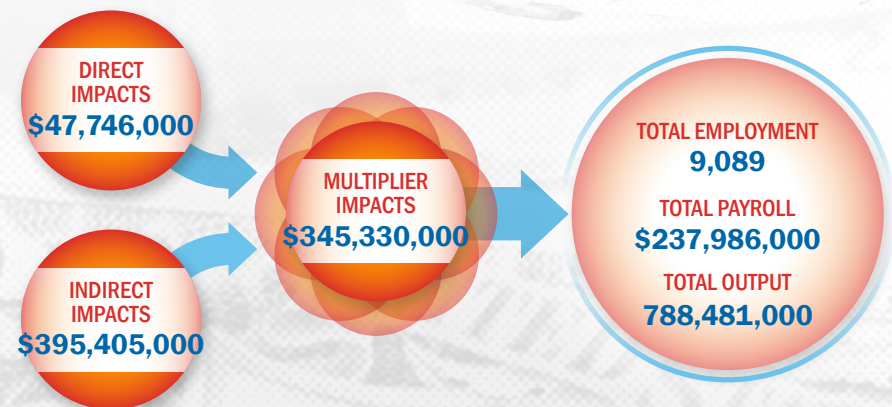 DIRECT
IMPACTS
$47,746,000
INDIRECT
IMPACTS
$395,405,000
MULTIPLIER
IMPACTS
$345,330,000
TOTAL EMPLOYMENT
9,089
TOTAL PAYROLL
$237,986,000
TOTAL OUTPUT
788,481,000